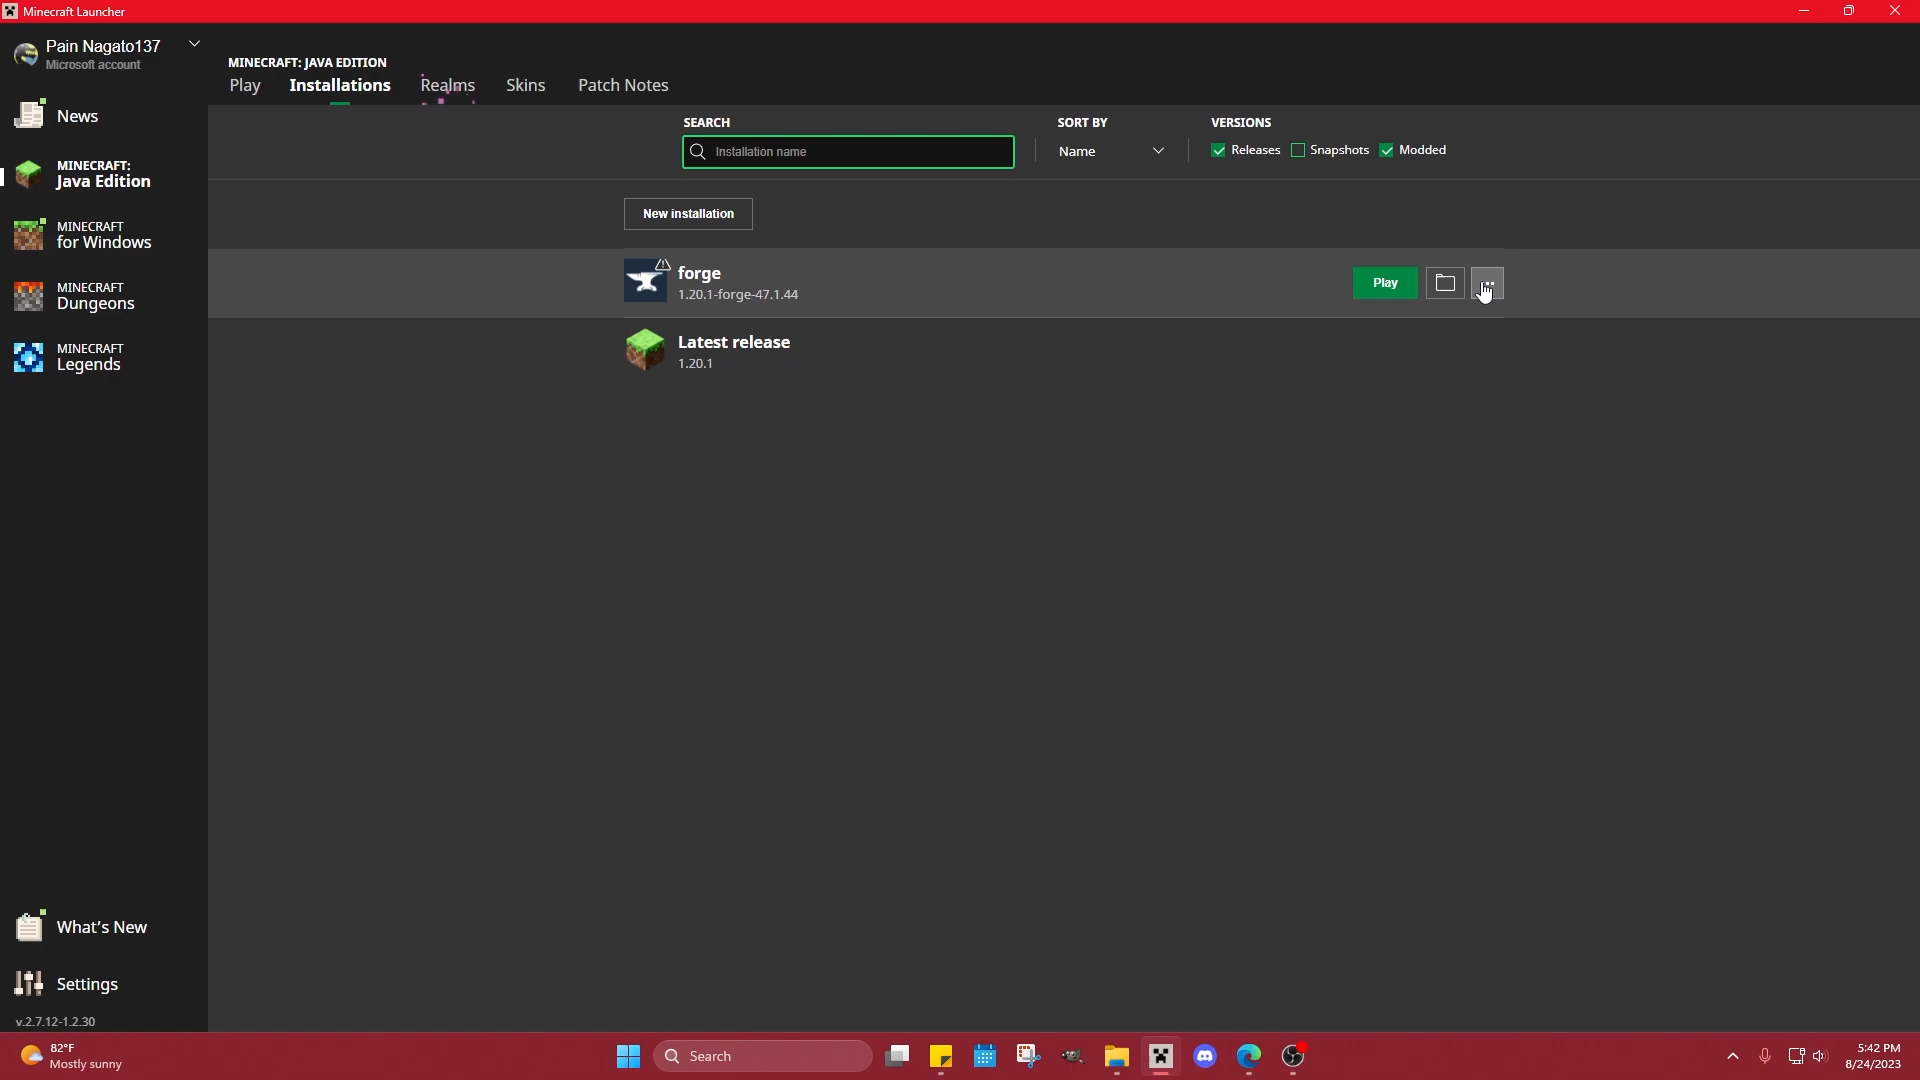 Minecraft Launcher
Pain Nagato137
Microsoft account
News
MINECRAFT:
Java Edition
MINECRAFT
for Windows
MINECRAFT
Dungeons
MINECRAFT
Legends
What's New
Settings
v.2.7.12-1.2.30
MINECRAFT: JAVA EDITION
Play Installations Realms Skins Patch Notes
SEARCH SORT BY VERSIONS
Installation name Name Releases Snapshots Modded
New installation
forge
1.20.1-forge-47.1.44
Play
Latest release
1.20.1
82°F
Mostly sunny
Search
5:42 PM
8/24/2023